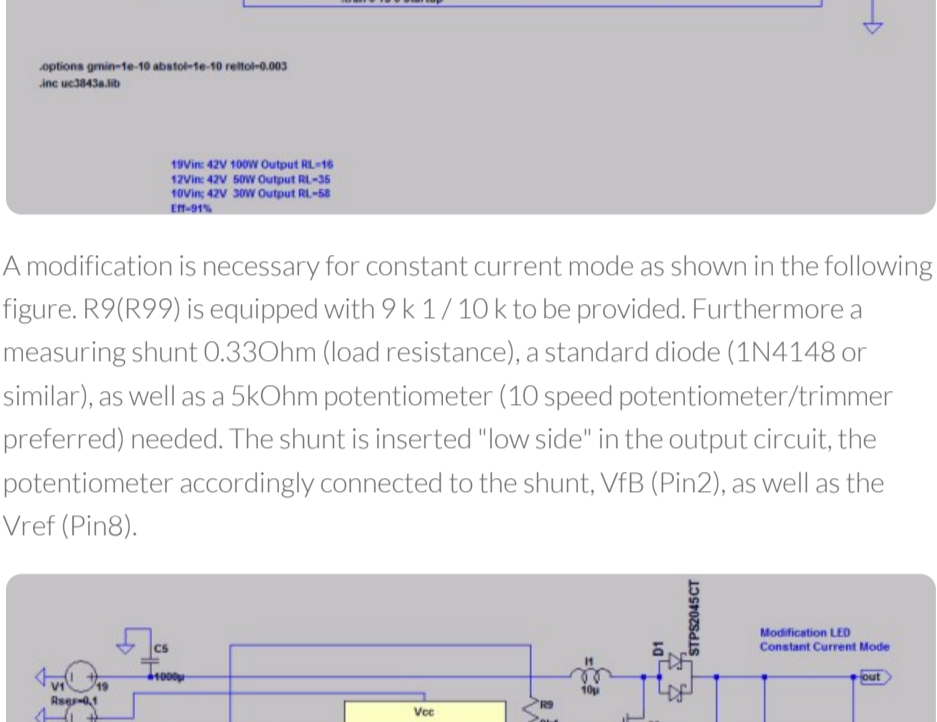 .options gmin=1e-10 abstol=1e-10 reltol=0.003
.inc uc3843a.lib
19Vin: 42V 100W Output RL=16
12Vin: 42V 50W Output RL=35
10Vin; 42V 30W Output RL=58
Eff=91%
A modification is necessary for constant current mode as shown in the following
figure. R9(R99) is equipped with 9 k 1 / 10 k to be provided. Furthermore a
measuring shunt 0.33Ohm (load resistance), a standard diode (1N4148 or
similar), as well as a 5kOhm potentiometer (10 speed potentiometer/trimmer
preferred) needed. The shunt is inserted "low side" in the output circuit, the
potentiometer accordingly connected to the shunt, VfB (Pin2), as well as the
Vref (Pin8).
STPS2045CT
D1
Modification LED
Constant Current Mode
C5
1000µ
I1
10µ
out
V1
19
Rser=0.1
R9
Vcc